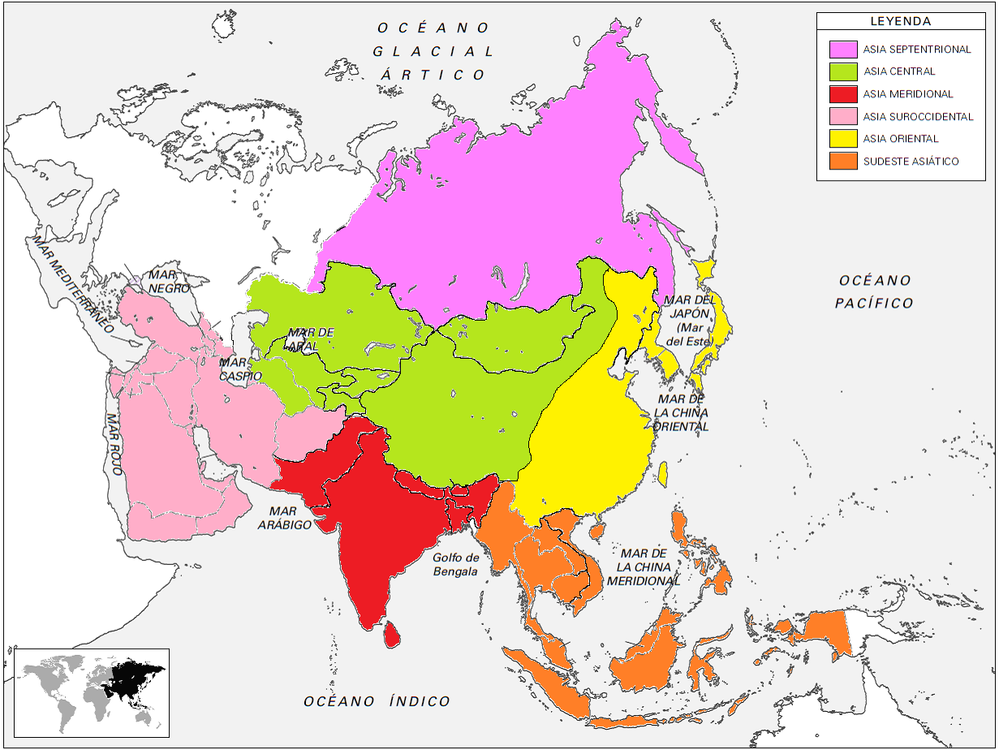 OCÉANO
GLACIAL
ÁRTICO
LEYENDA
ASIA SEPTENTRIONAL
ASIA CENTRAL
ASIA MERIDIONAL
ASIA SUROCCIDENTAL
ASIA ORIENTAL
SUDESTE ASIÁTICO
MAR MEDITERRÁNEO
MAR
NEGRO
OCÉANO
PACÍFICO
MAR DEL
JAPÓN
(Mar
del Este)
MAR DE
ARAL
MAR
CASPIO
MAR DE
LA CHINA
ORIENTAL
MAR ROJO
MAR
ARÁBIGO
Golfo de
Bengala
MAR DE
LA CHINA
MERIDIONAL
OCÉANO ÍNDICO